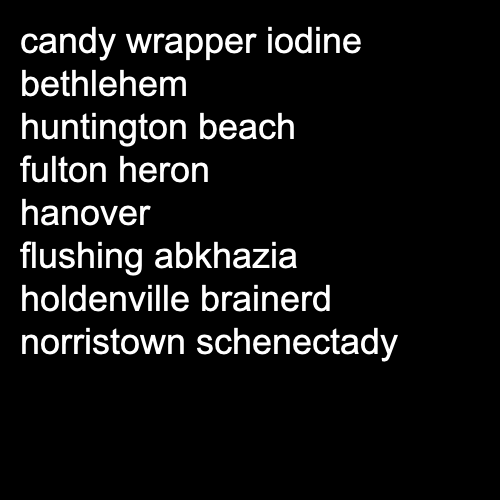 candy wrapper iodine
bethlehem
huntington beach
fulton heron
hanover
flushing abkhazia
holdenville brainerd
norristown schenectady